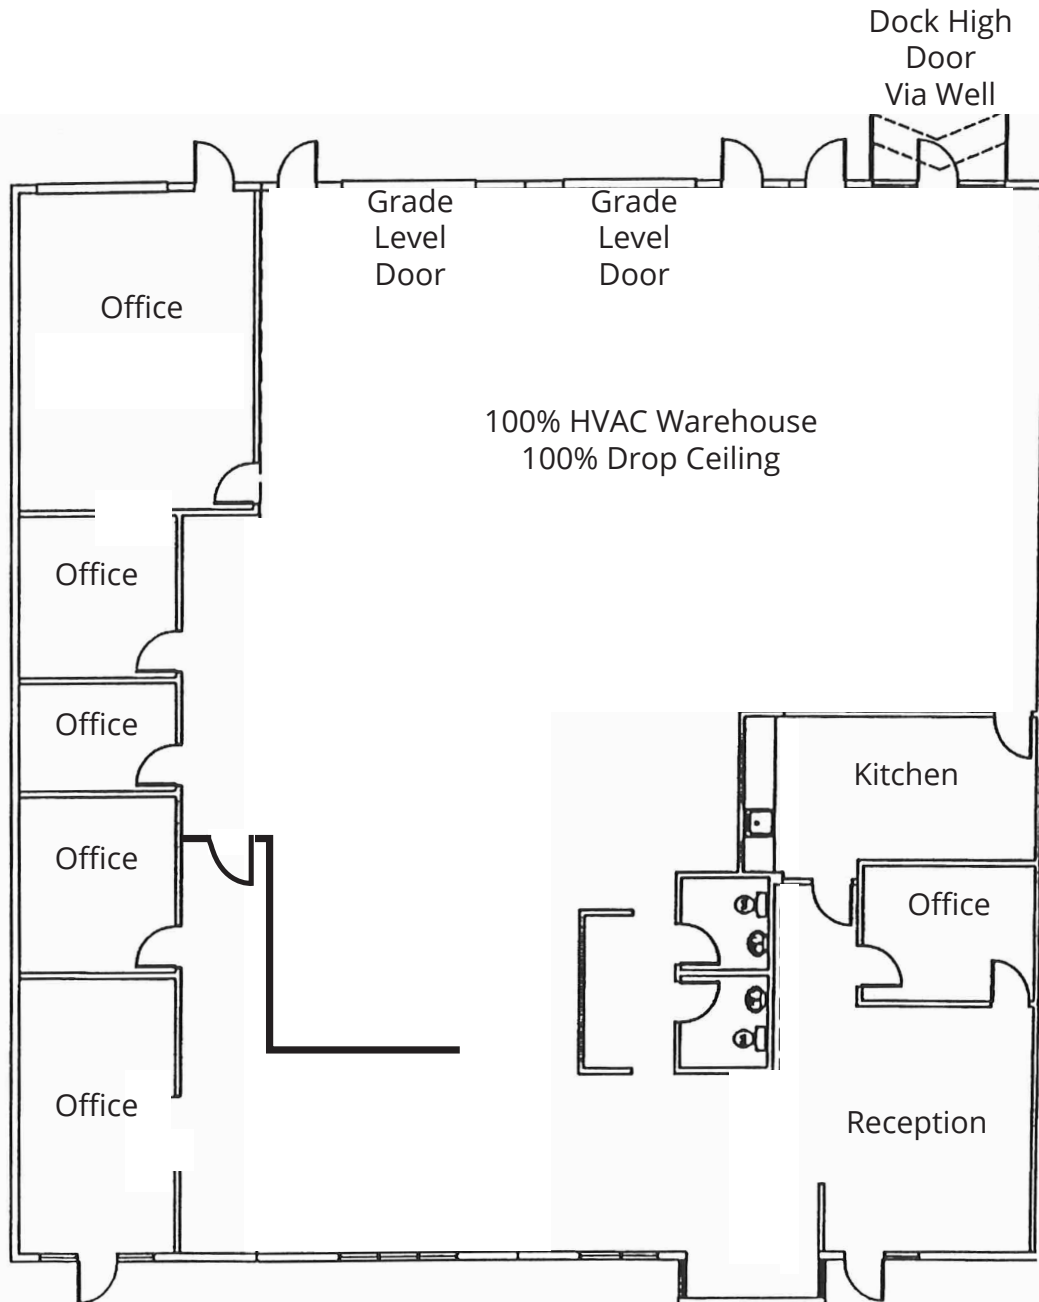 Dock High
Door
Via Well
Grade
Level
Door
Grade
Level
Door
Office
100% HVAC Warehouse
100% Drop Ceiling
Office
Office
Kitchen
Office
Office
Office
Reception